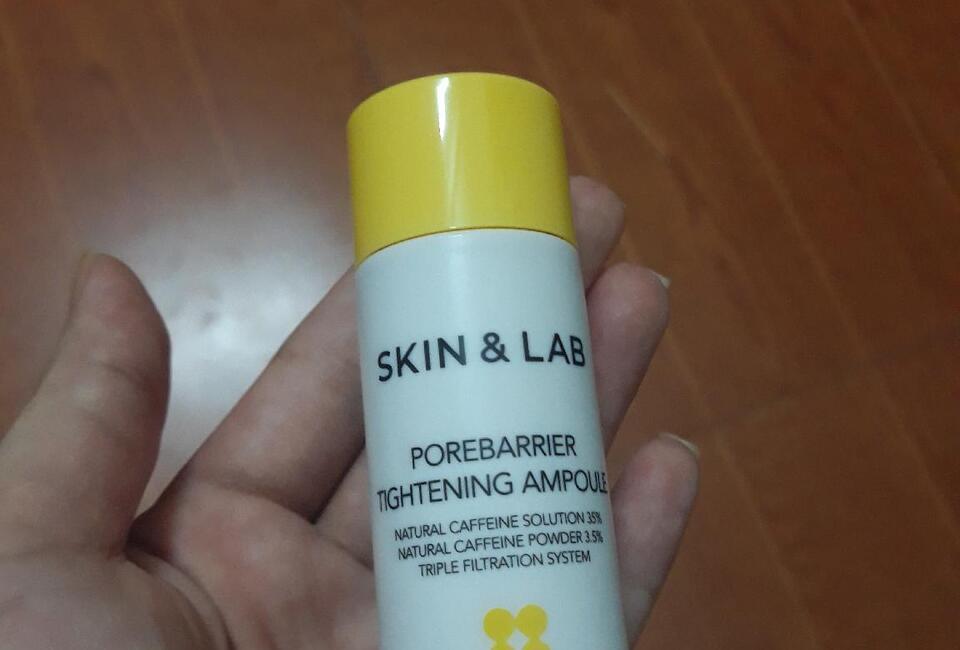 SKIN & LAB
POREBARRIER
TIGHTENING AMPOULE
NATURAL CAFFEINE SOLUTION 35%
NATURAL CAFFEINE POWDER 3.5%
TRIPLE FILTRATION SYSTEM